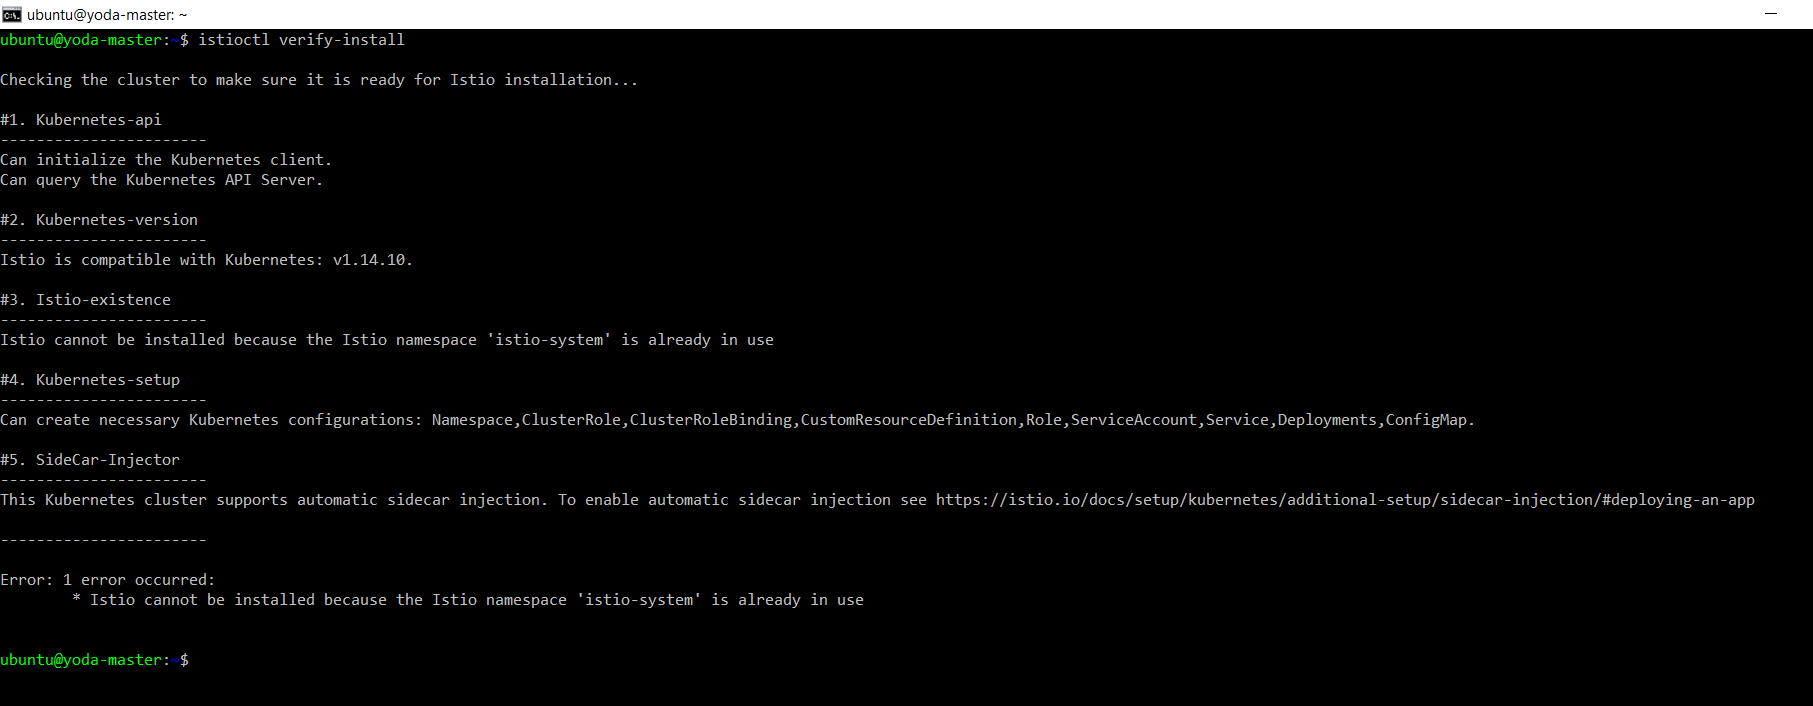 ubuntu@yoda-master: ~
ubuntu@yoda-master:~$ istioctl verify-install
Checking the cluster to make sure it is ready for Istio installation...
#1. Kubernetes-api
-----------------------
Can initialize the Kubernetes client.
Can query the Kubernetes API Server.
#2. Kubernetes-version
-----------------------
Istio is compatible with Kubernetes: v1.14.10.
#3. Istio-existence
-----------------------
Istio cannot be installed because the Istio namespace 'istio-system' is already in use
#4. Kubernetes-setup
-----------------------
Can create necessary Kubernetes configurations: Namespace,ClusterRole,ClusterRoleBinding,CustomResourceDefinition,Role,ServiceAccount,Service,Deployments,ConfigMap.
#5. SideCar-Injector
-----------------------
This Kubernetes cluster supports automatic sidecar injection. To enable automatic sidecar injection see https://istio.io/docs/setup/kubernetes/additional-setup/sidecar-injection/#deploying-an-app
-----------------------
Error: 1 error occurred:
* Istio cannot be installed because the Istio namespace 'istio-system' is already in use
ubuntu@yoda-master:~$